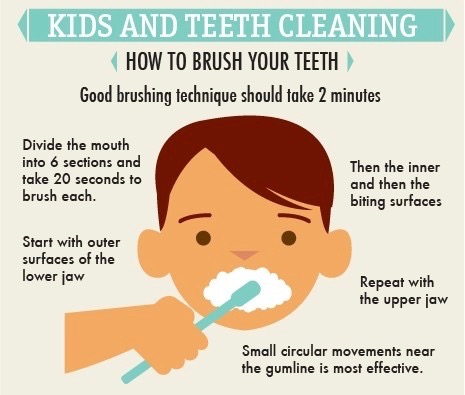 KIDS AND TEETH CLEANING
HOW TO BRUSH YOUR TEETH
Good brushing technique should take 2 minutes
Divide the mouth
into 6 sections and
take 20 seconds to
brush each.
Start with outer
surfaces of the
lower jaw
Then the inner
and then the
biting surfaces
Repeat with
the upper jaw
Small circular movements near
the gumline is most effective.